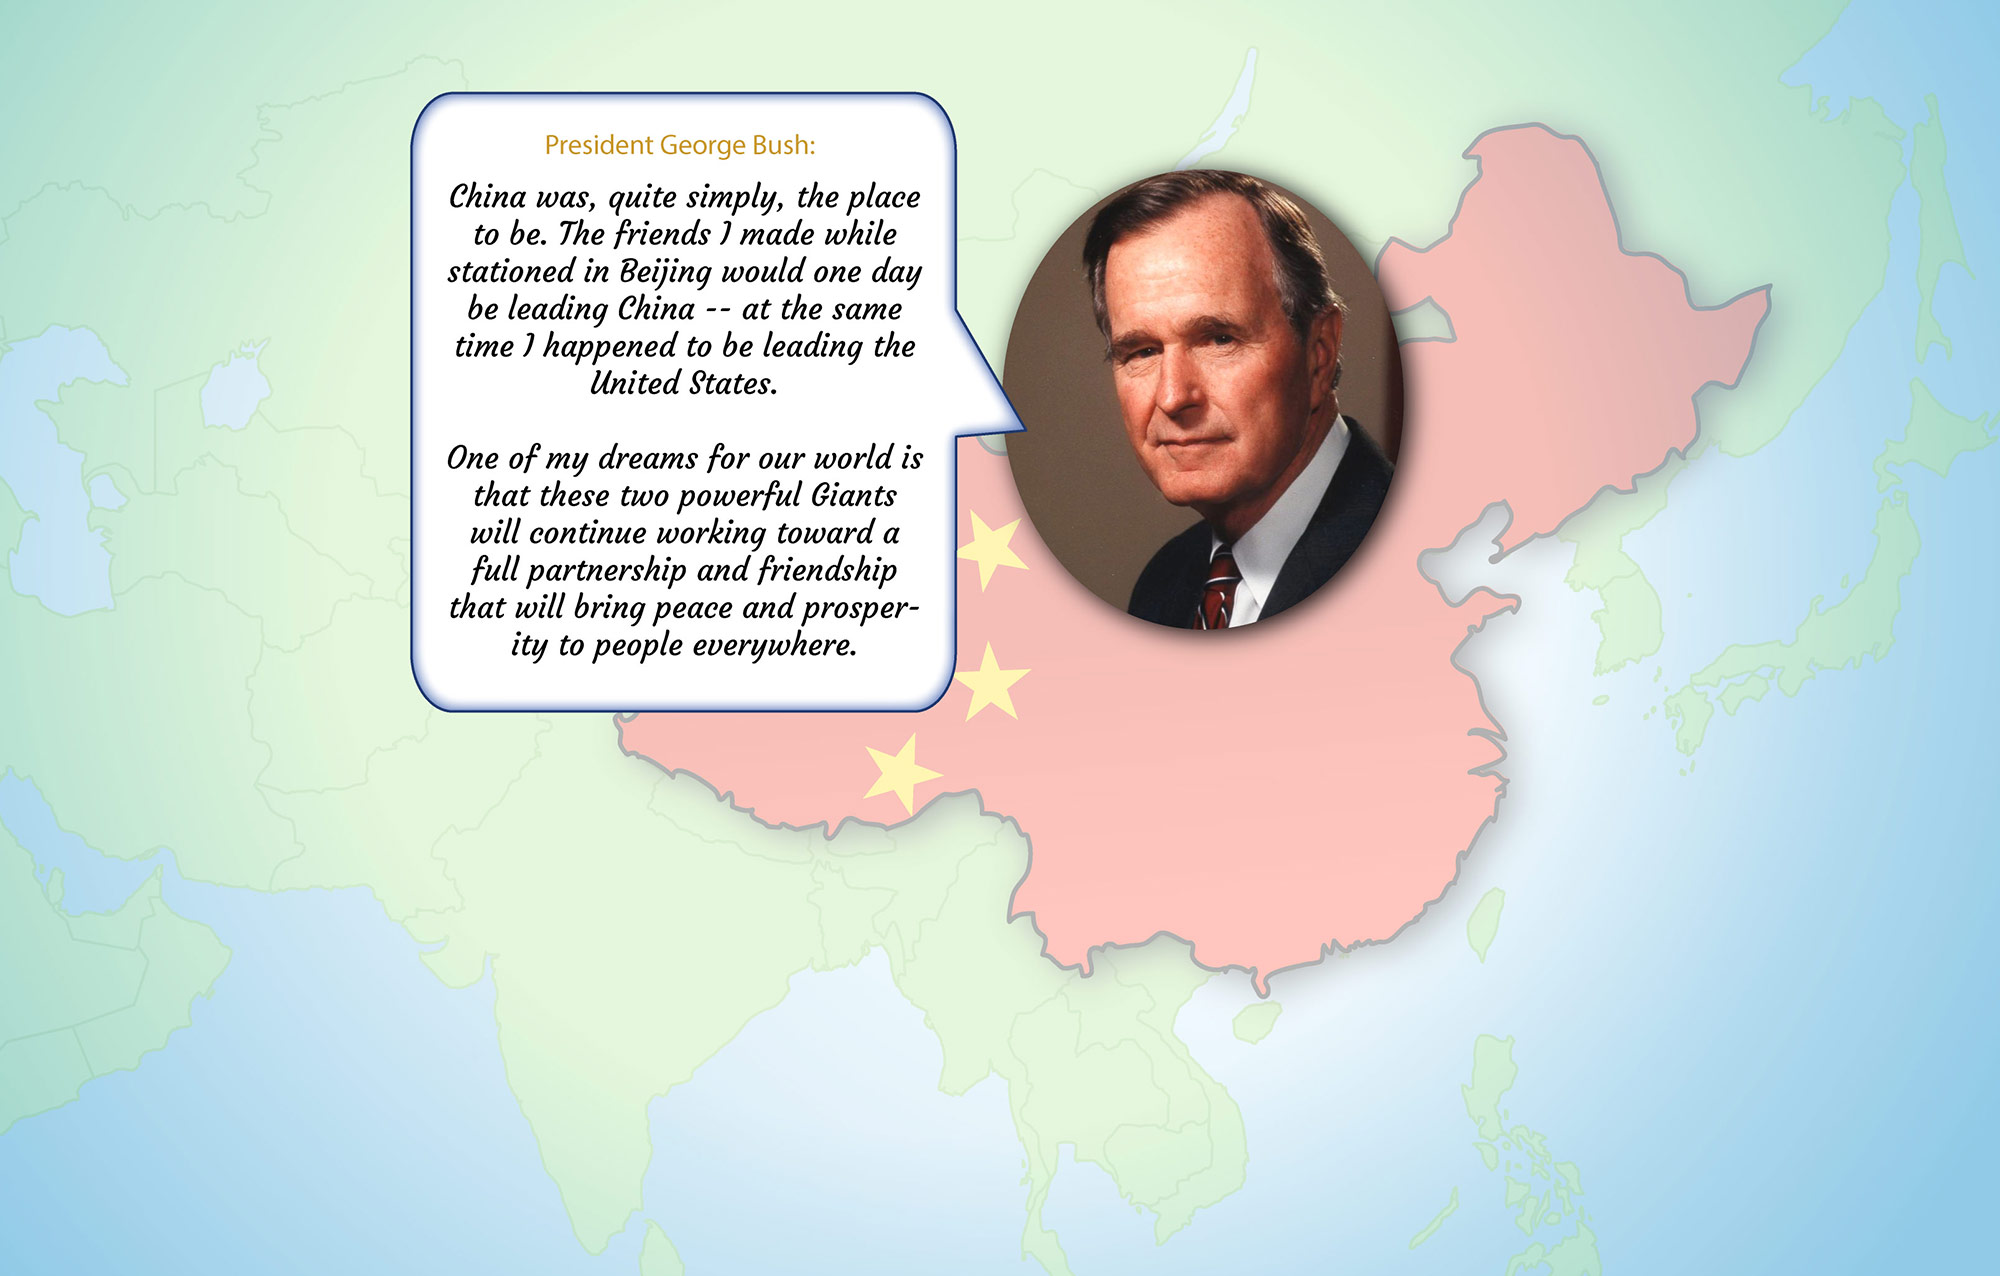 President George Bush:
China was, quite simply, the place
to be. The friends I made while
stationed in Beijing would one day
be leading China -- at the same
time I happened to be leading the
United States.
One of my dreams for our world is
that these two powerful Giants
will continue working toward a
full partnership and friendship
that will bring peace and prosper-
ity to people everywhere.